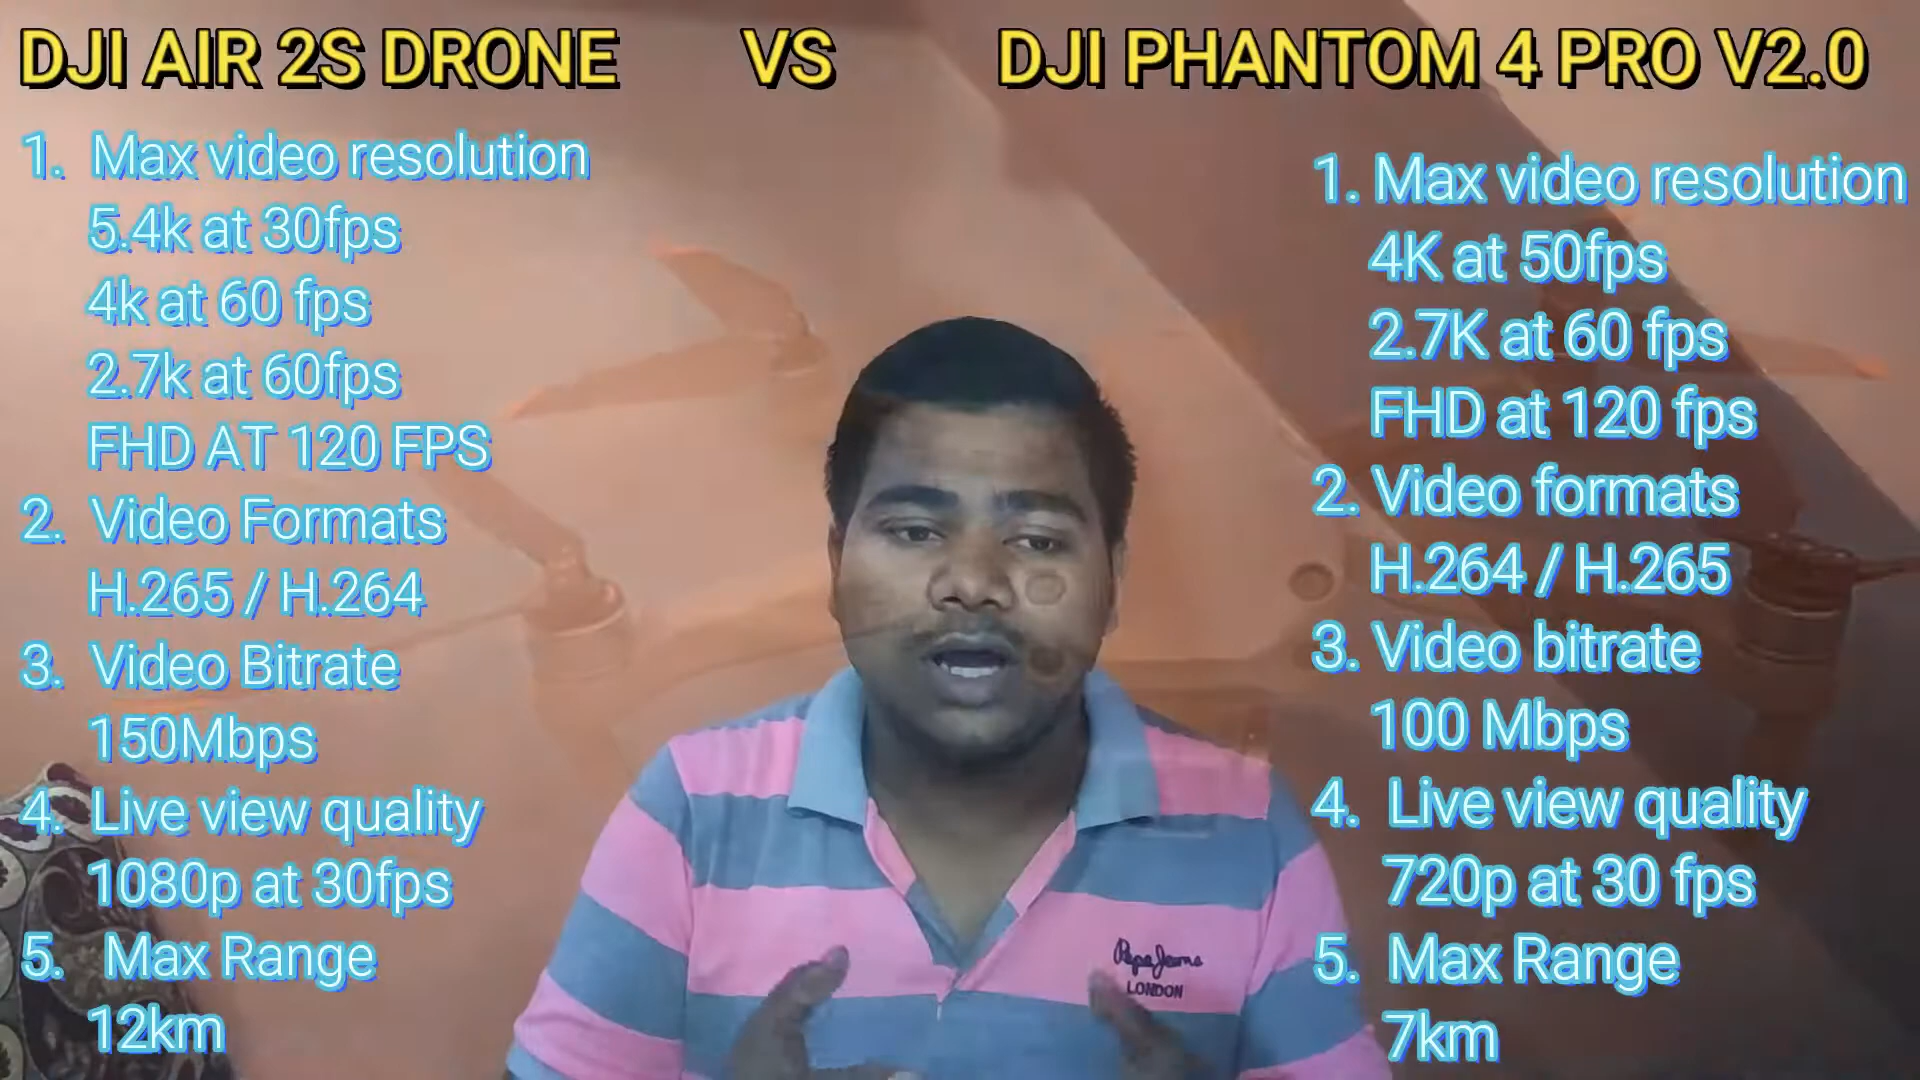 DJI AIR 2S DRONE VS DJI PHANTOM 4 PRO V2.0
1. Max video resolution
5.4k at 30fps
4k at 60 fps
2.7k at 60fps
FHD AT 120 FPS
2. Video Formats
H.265 / H.264
3. Video Bitrate
150Mbps
4. Live view quality
1080p at 30fps
5. Max Range
12km
1. Max video resolution
4K at 50fps
2.7K at 60 fps
FHD at 120 fps
2. Video formats
H.264 / H.265
3. Video bitrate
100 Mbps
4. Live view quality
720p at 30 fps
5. Max Range
7km
Pepe Jeans
LONDON